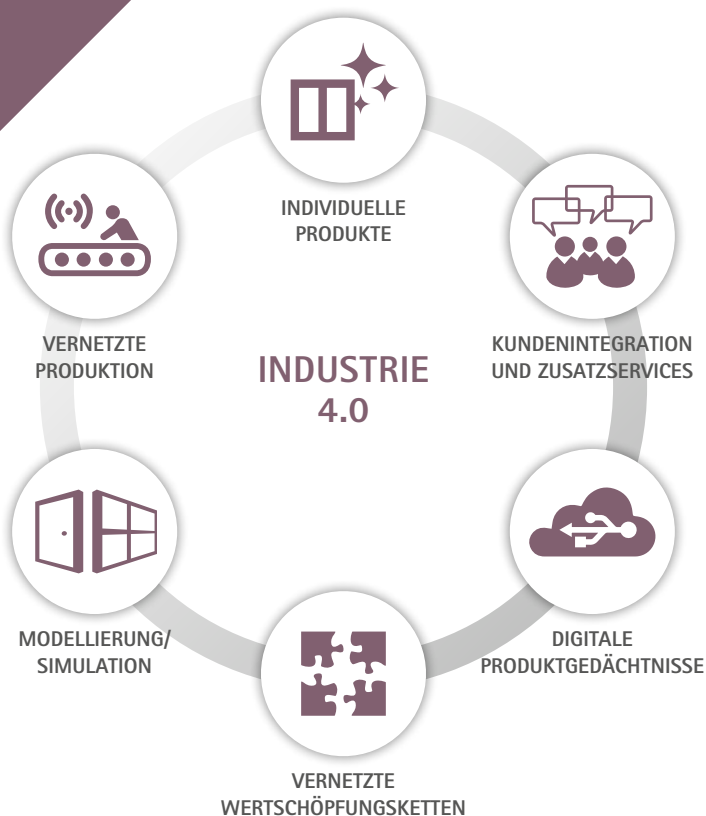 INDIVIDUELLE
PRODUKTE
KUNDENINTEGRATION
UND ZUSATZSERVICES
VERNETZTE
PRODUKTION
INDUSTRIE
4.0
MODELLIERUNG/
SIMULATION
DIGITALE
PRODUKTGEDÄCHTNISSE
VERNETZTE
WERTSCHÖPFUNGSKETTEN